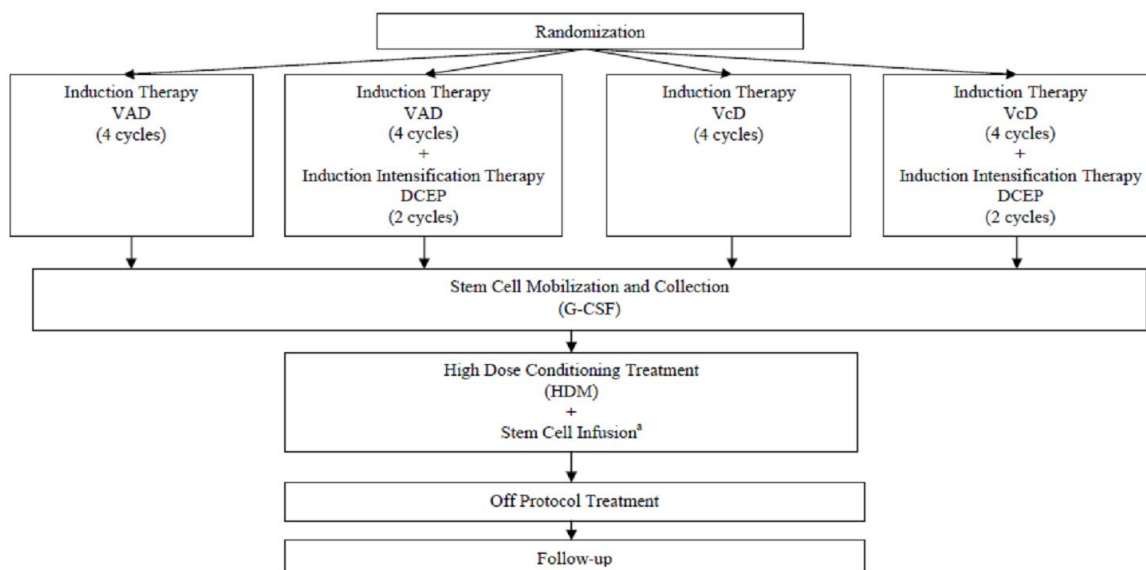 Randomization
Induction Therapy
VAD
(4 cycles)
Induction Therapy
VAD
(4 cycles)
+
Induction Intensification Therapy
DCEP
(2 cycles)
Induction Therapy
VcD
(4 cycles)
Induction Therapy
VcD
(4 cycles)
+
Induction Intensification Therapy
DCEP
(2 cycles)
Stem Cell Mobilization and Collection
(G-CSF)
High Dose Conditioning Treatment
(HDM)
+
Stem Cell Infusionª
Off Protocol Treatment
Follow-up